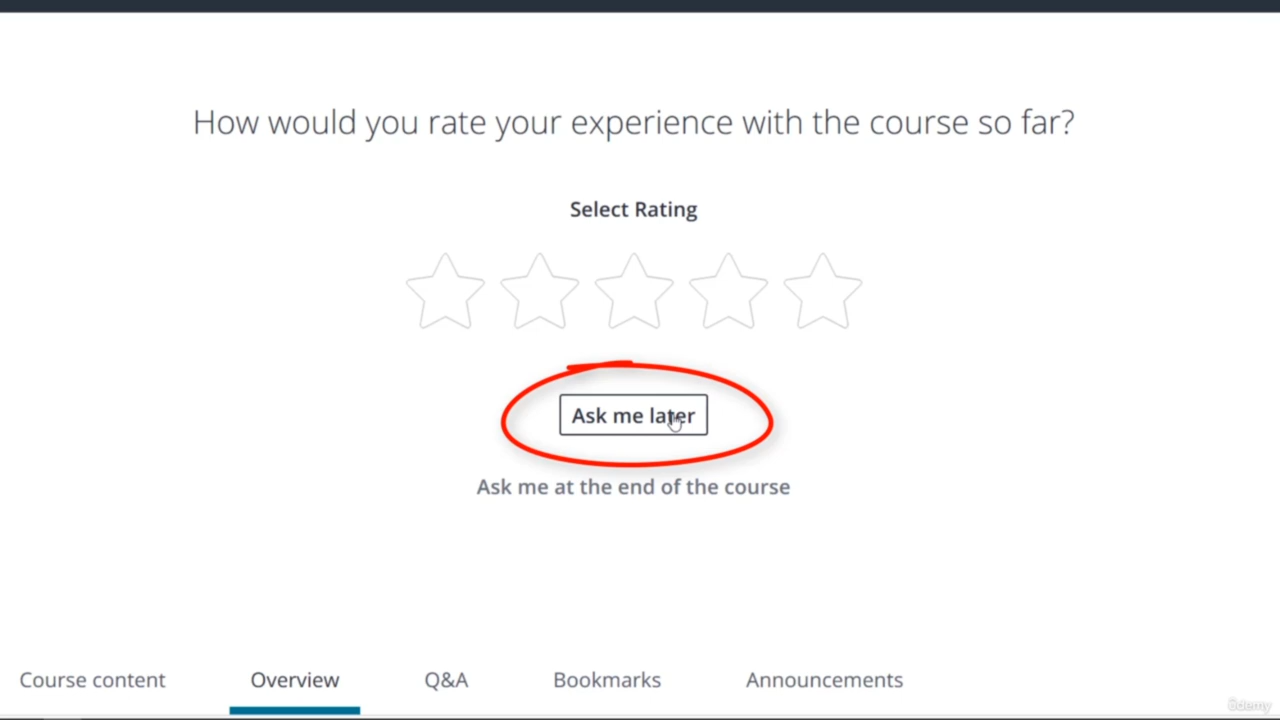 How would you rate your experience with the course so far?
Select Rating
Ask me later
Ask me at the end of the course
Course content Overview Q&A Bookmarks Announcements
ûdemy